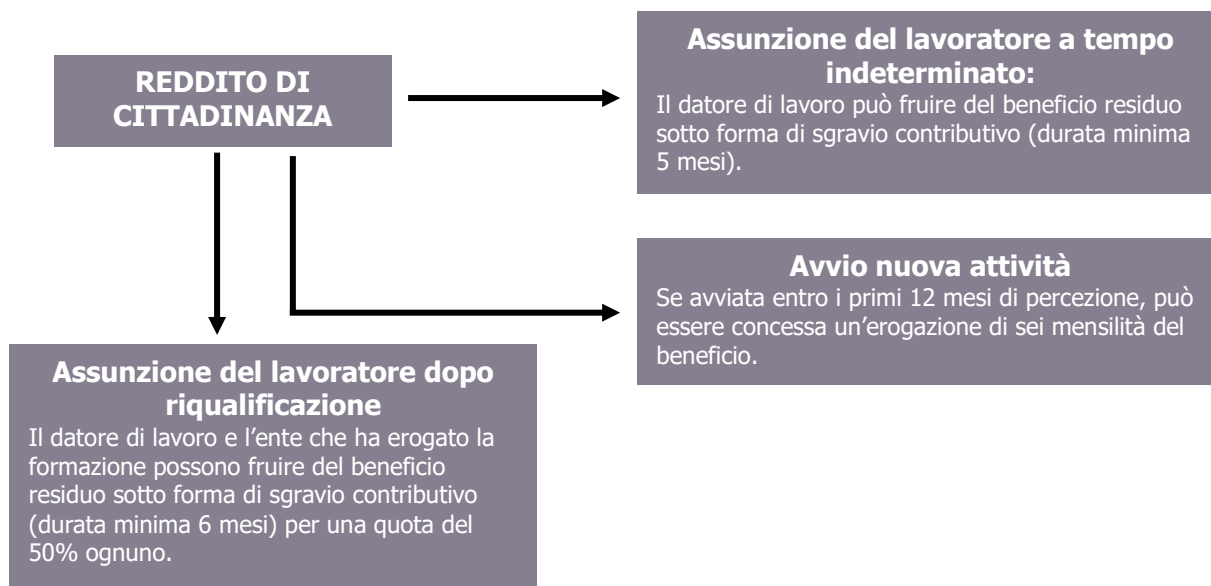 REDDITO DI
CITTADINANZA
Assunzione del lavoratore a tempo
indeterminato:
Il datore di lavoro può fruire del beneficio residuo
sotto forma di sgravio contributivo (durata minima
5 mesi).
Avvio nuova attività
Se avviata entro i primi 12 mesi di percezione, può
essere concessa un’erogazione di sei mensilità del
beneficio.
Assunzione del lavoratore dopo
riqualificazione
Il datore di lavoro e l’ente che ha erogato la
formazione possono fruire del beneficio
residuo sotto forma di sgravio contributivo
(durata minima 6 mesi) per una quota del
50% ognuno.